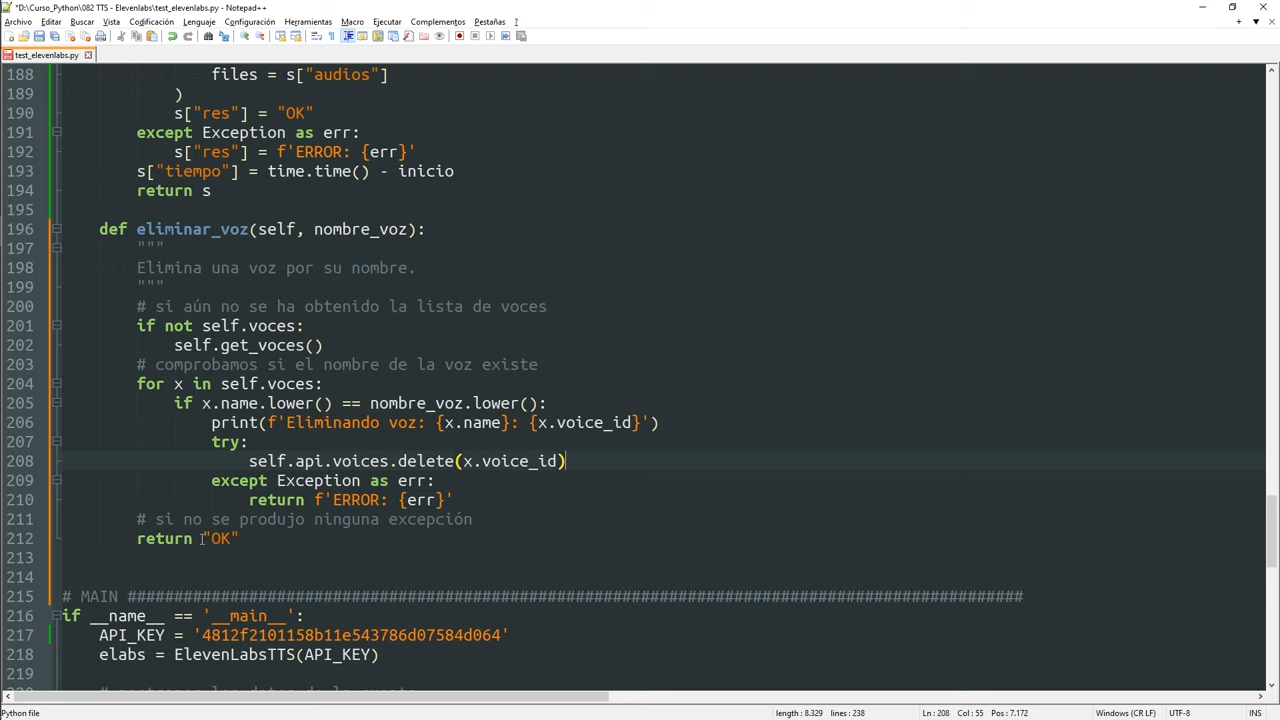 *D:\Curso_Python\082 TTS - Elevenlabs\test_elevenlabs.py - Notepad++
Archivo Editar Buscar Vista Codificación Lenguaje Configuración Herramientas Macro Ejecutar Complementos Pestañas ?
test_elevenlabs.py
188 files = s["audios"]
189 )
190 s["res"] = "OK"
191 except Exception as err:
192 s["res"] = f'ERROR: {err}'
193 s["tiempo"] = time.time() - inicio
194 return s
195
196 def eliminar_voz(self, nombre_voz):
197 """
198 Elimina una voz por su nombre.
199 """
200 # si aún no se ha obtenido la lista de voces
201 if not self.voces:
202 self.get_voces()
203 # comprobamos si el nombre de la voz existe
204 for x in self.voces:
205 if x.name.lower() == nombre_voz.lower():
206 print(f'Eliminando voz: {x.name}: {x.voice_id}')
207 try:
208 self.api.voices.delete(x.voice_id)
209 except Exception as err:
210 return f'ERROR: {err}'
211 # si no se produjo ninguna excepción
212 return "OK"
213
214
215 # MAIN ################################################################################################
216 if __name__ == '__main__':
217 API_KEY = '4812f2101158b11e543786d07584d064'
218 elabs = ElevenLabsTTS(API_KEY)
219
Python file length : 8.329 lines : 238 Ln : 208 Col : 55 Pos : 7.172 Windows (CR LF) UTF-8 INS